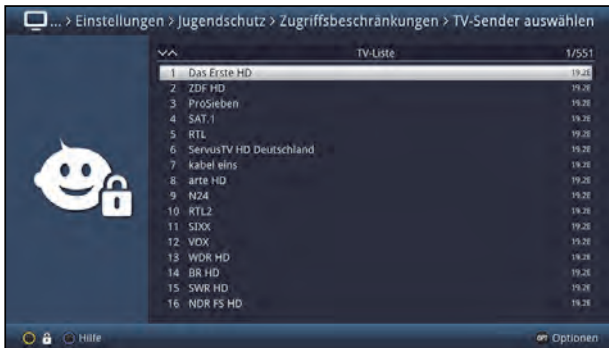 ... > Einstellungen > Jugendschutz > Zugriffsbeschränkungen > TV-Sender auswählen
TV-Liste 1/551
1 Das Erste HD 19.2E
2 ZDF HD 19.2E
3 ProSieben 19.2E
4 SAT.1 19.2E
5 RTL 19.2E
6 ServusTV HD Deutschland 19.2E
7 kabel eins 19.2E
8 arte HD 19.2E
9 N24 19.2E
10 RTL2 19.2E
11 SIXX 19.2E
12 VOX 19.2E
13 WDR HD 19.2E
14 BR HD 19.2E
15 SWR HD 19.2E
16 NDR FS HD 19.2E
Hilfe OPT Optionen